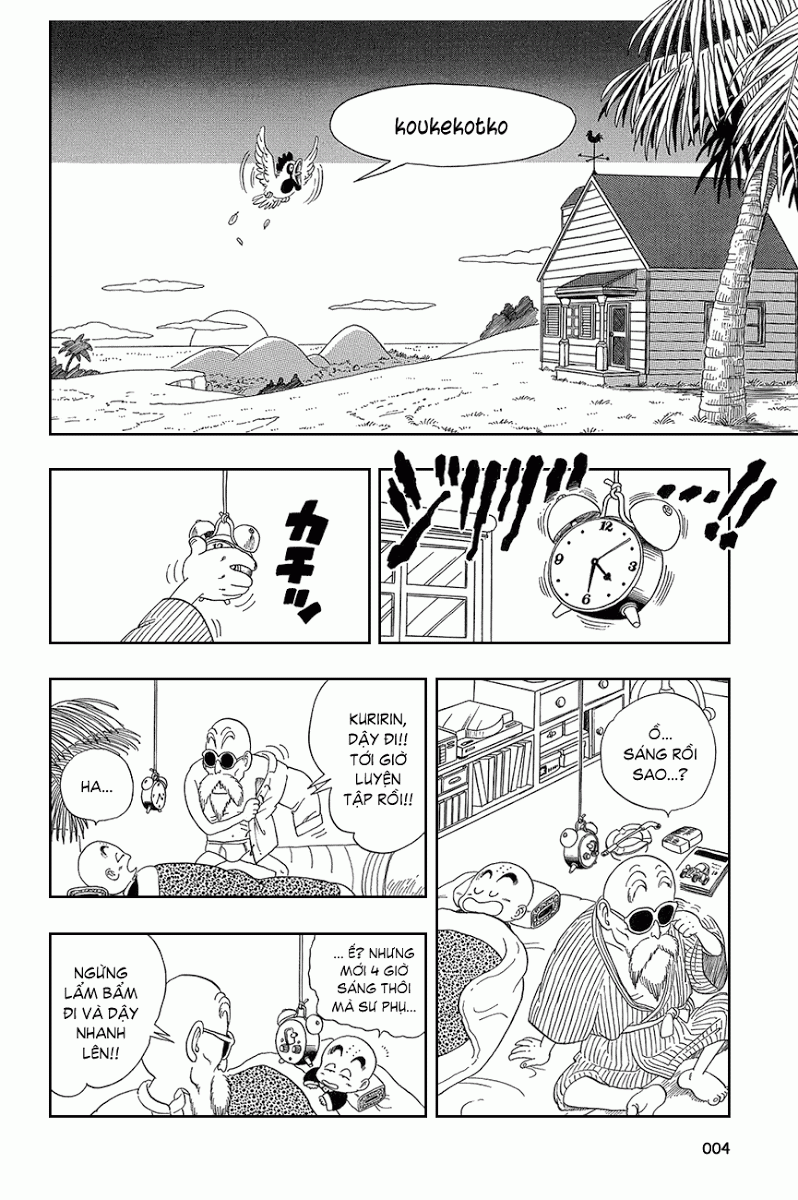 koukekotko
ジリリリリリリ…!!
カチッ
Ồ...
SÁNG RỒI
SAO...?
KURIRIN,
DẬY ĐI!!
TỚI GIỜ
LUYỆN
TẬP RỒI!!
HA...
... Ế? NHƯNG
MỚI 4 GIỜ
SÁNG THÔI
MÀ SƯ PHỤ...
NGỪNG
LẨM BẨM
ĐI VÀ DẬY
NHANH
LÊN!!
004